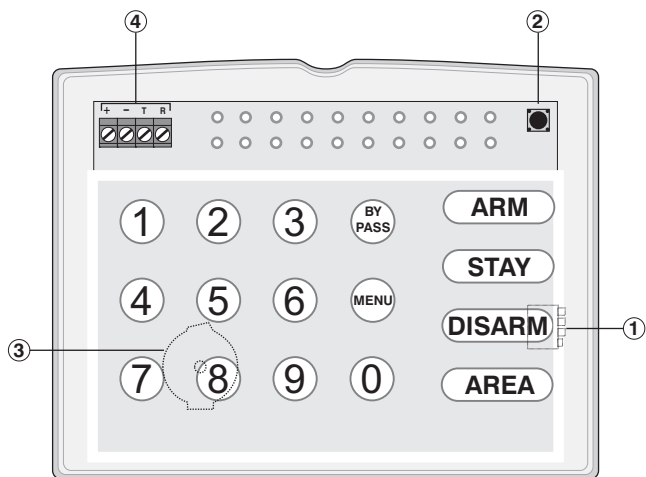 4 2
+ − T R
1 2 3 BY PASS ARM
STAY
4 5 6 MENU
DISARM 1
3
7 8 9 0 AREA